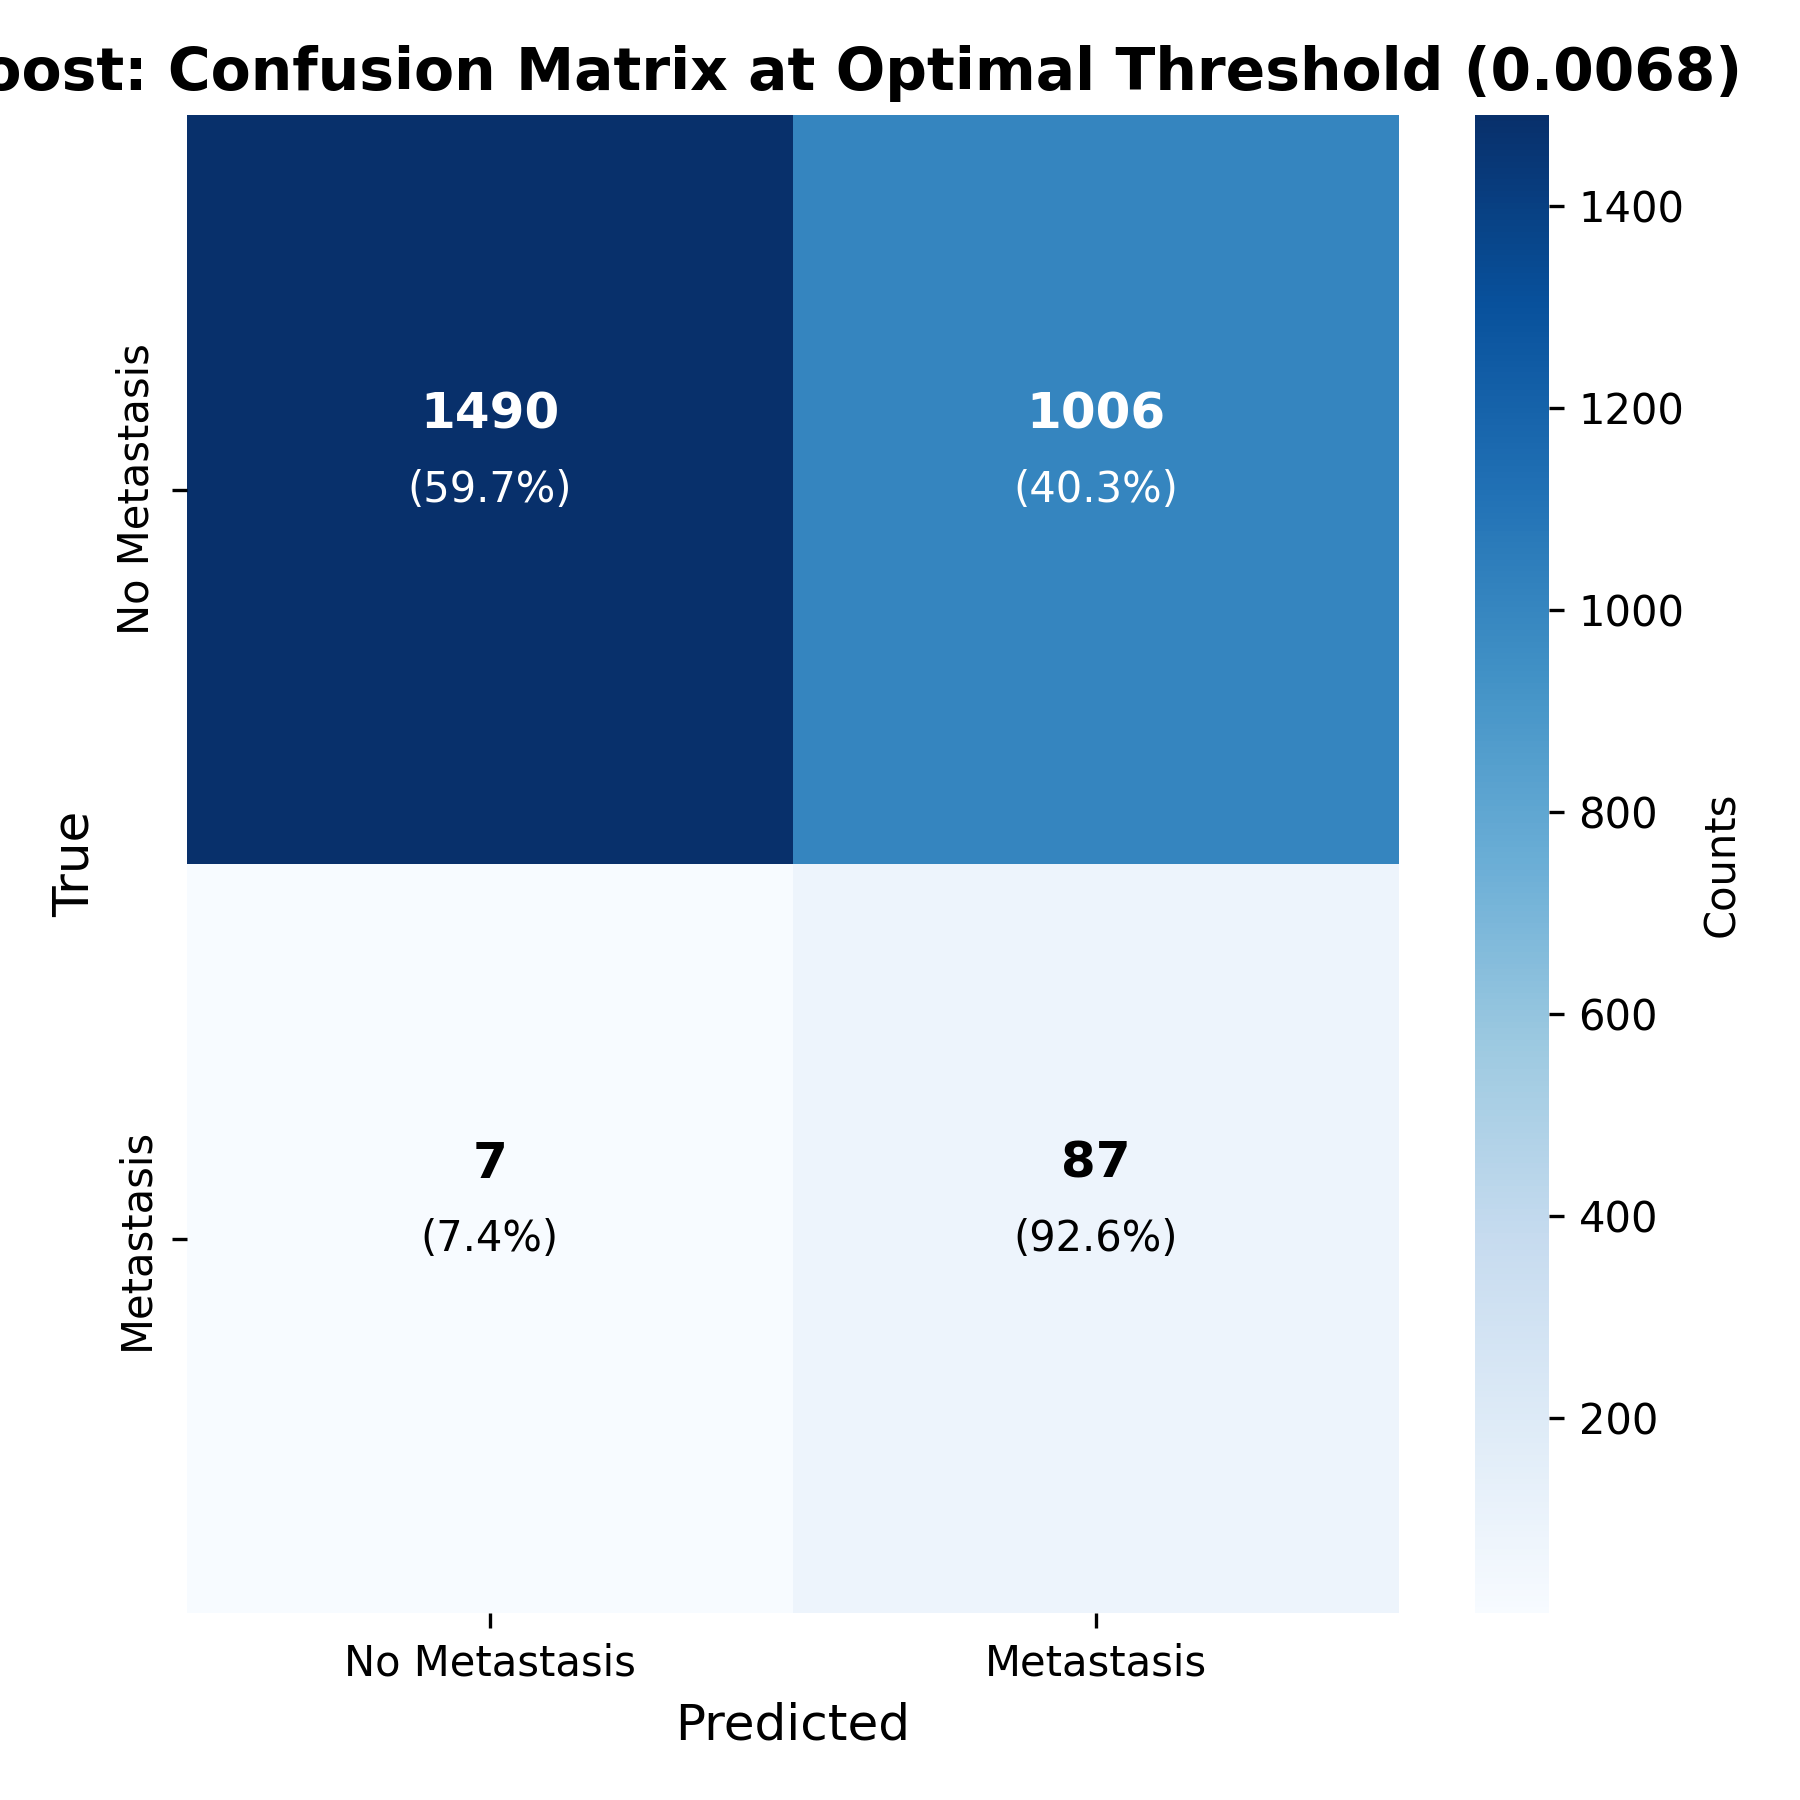 oost: Confusion Matrix at Optimal Threshold (0.0068)
True
No Metastasis
1490
(59.7%)
1006
(40.3%)
Metastasis
7
(7.4%)
87
(92.6%)
No Metastasis
Metastasis
Predicted
1400
1200
1000
800
600
400
200
Counts